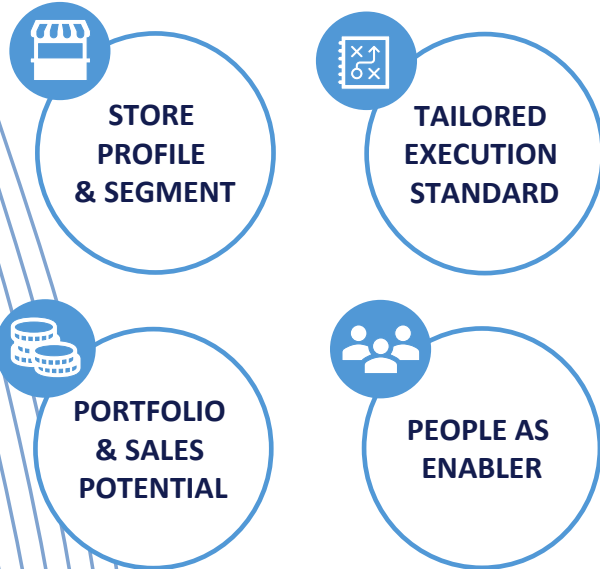 STORE
PROFILE
& SEGMENT
TAILORED
EXECUTION
STANDARD
PORTFOLIO
& SALES
POTENTIAL
PEOPLE AS
ENABLER